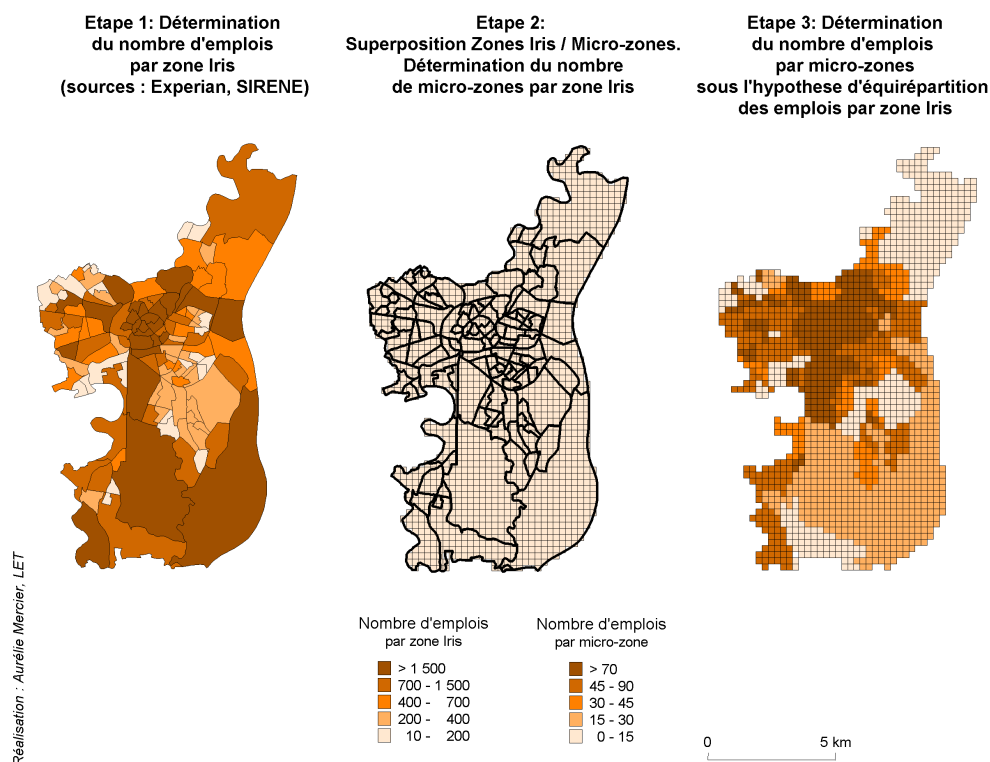 Etape 1: Détermination
du nombre d'emplois
par zone Iris
(sources : Experian, SIRENE)
Etape 2:
Superposition Zones Iris / Micro-zones.
Détermination du nombre
de micro-zones par zone Iris
Etape 3: Détermination
du nombre d'emplois
par micro-zones
sous l'hypothese d'équirépartition
des emplois par zone Iris
Réalisation : Aurélie Mercier, LET
Nombre d'emplois
par zone Iris
> 1 500
700 - 1 500
400 - 700
200 - 400
10 - 200
Nombre d'emplois
par micro-zone
> 70
45 - 90
30 - 45
15 - 30
0 - 15
0 5 km